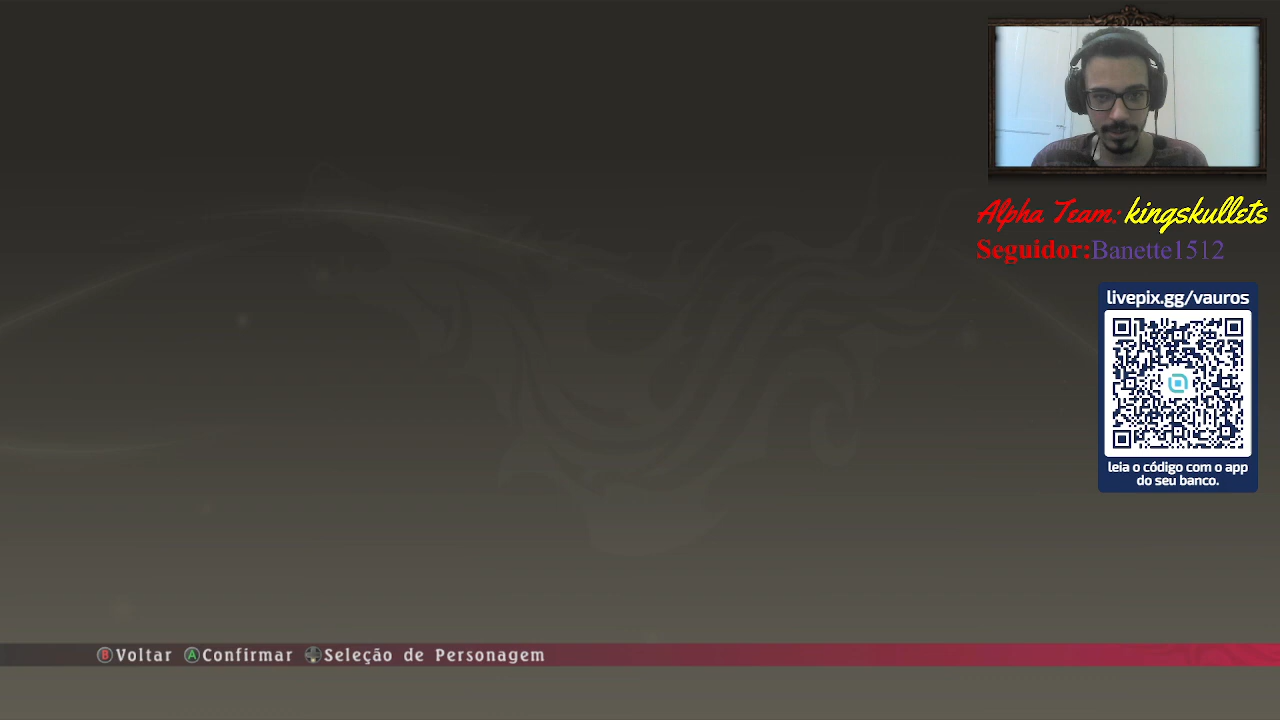 Alpha Team: kingskullets
Seguidor:Banette1512
livepix.gg/vauros
leia o código com o app
do seu banco.
B Voltar A Confirmar Seleção de Personagem